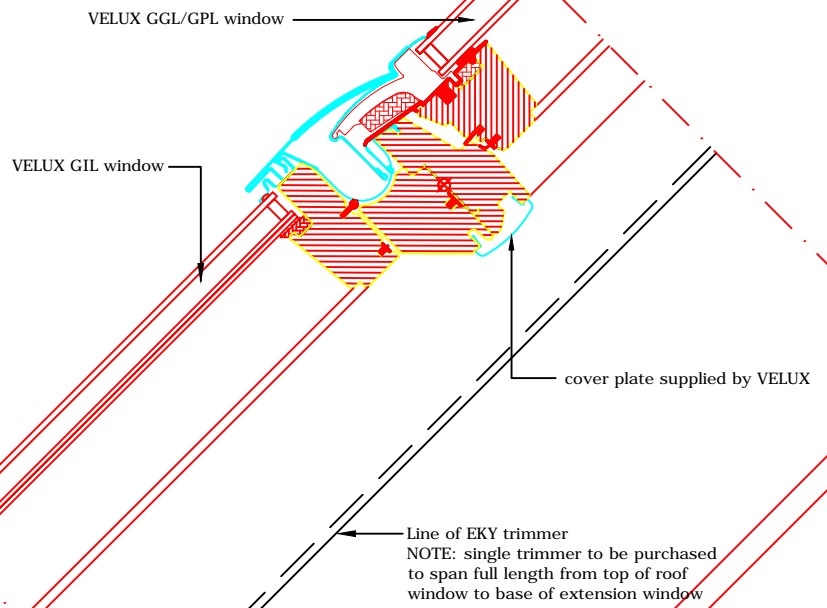 VELUX GGL/GPL window
VELUX GIL window
cover plate supplied by VELUX
Line of EKY trimmer
NOTE: single trimmer to be purchased
to span full length from top of roof
window to base of extension window